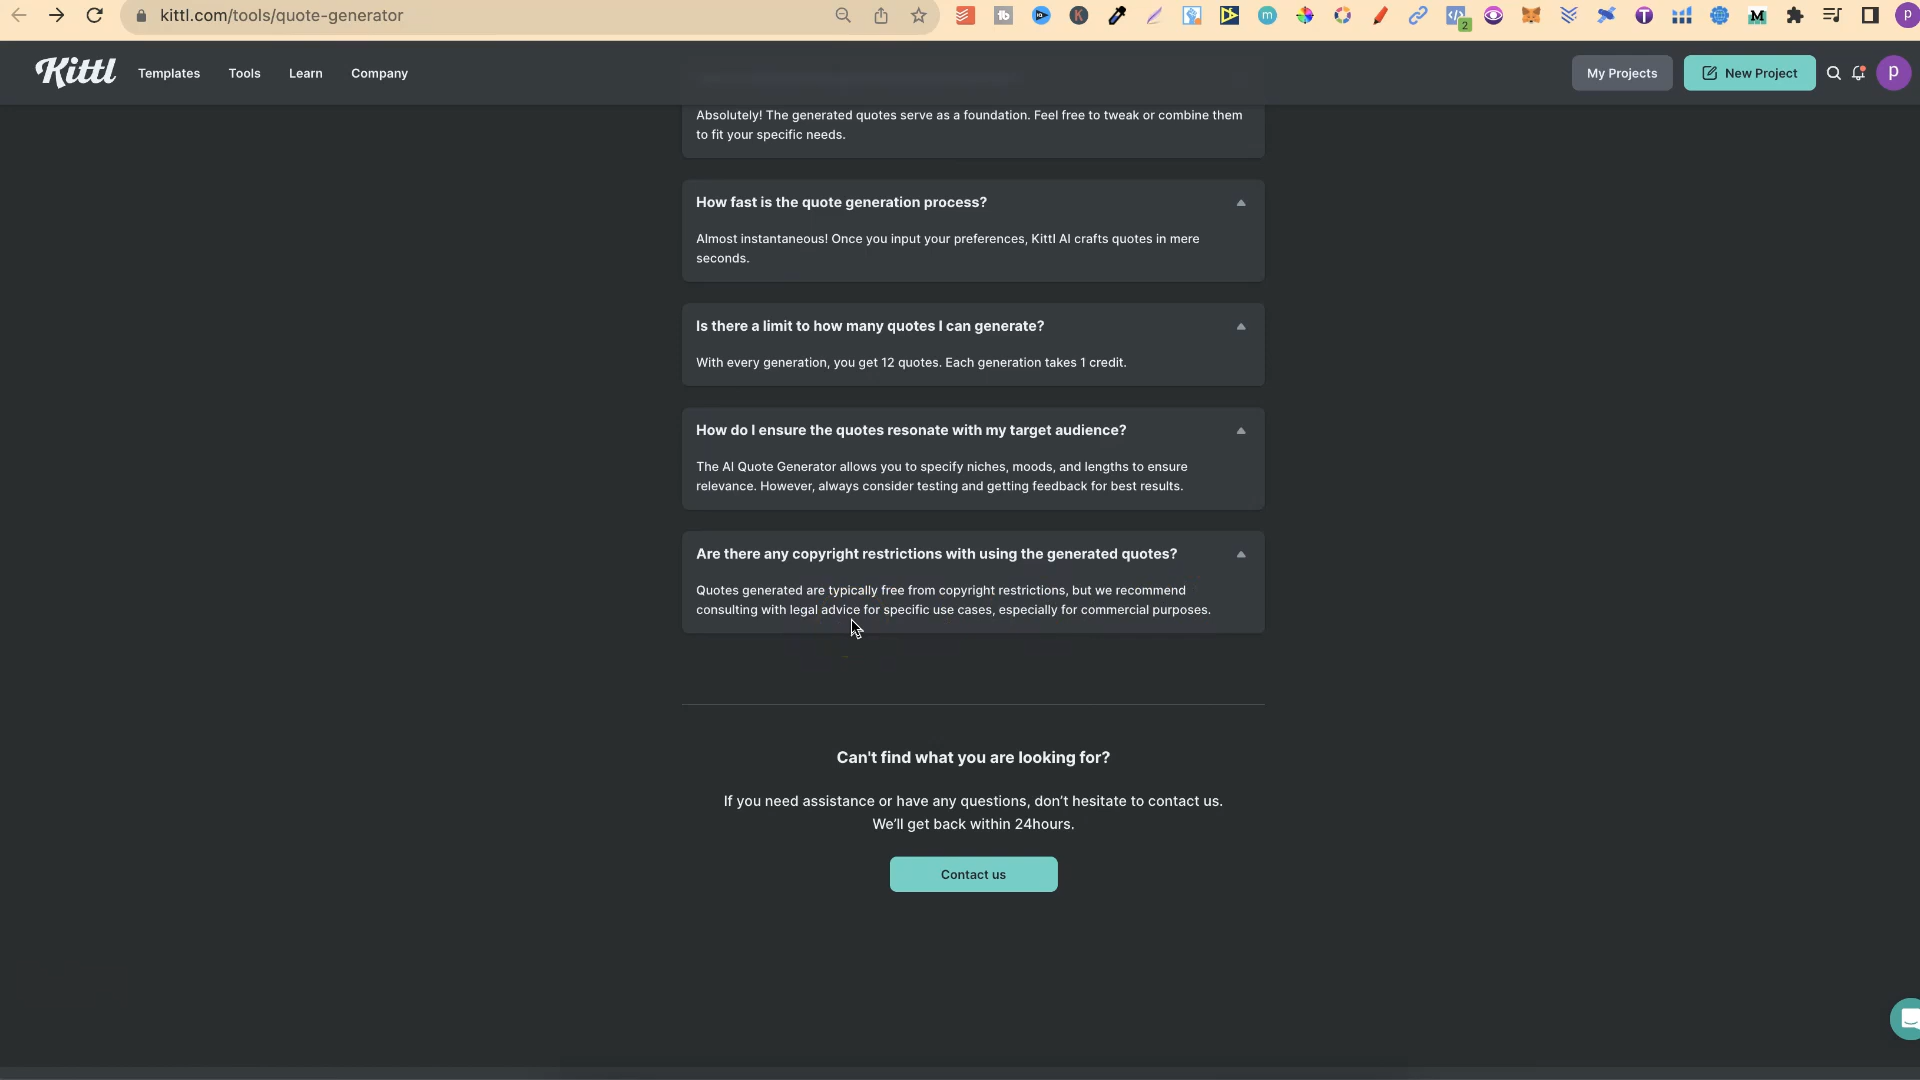 kittl.com/tools/quote-generator
2
p
Kittl
Templates
Tools
Learn
Company
My Projects
New Project
p
Absolutely! The generated quotes serve as a foundation. Feel free to tweak or combine them
to fit your specific needs.
How fast is the quote generation process?
Almost instantaneous! Once you input your preferences, Kittl AI crafts quotes in mere
seconds.
Is there a limit to how many quotes I can generate?
With every generation, you get 12 quotes. Each generation takes 1 credit.
How do I ensure the quotes resonate with my target audience?
The AI Quote Generator allows you to specify niches, moods, and lengths to ensure
relevance. However, always consider testing and getting feedback for best results.
Are there any copyright restrictions with using the generated quotes?
Quotes generated are typically free from copyright restrictions, but we recommend
consulting with legal advice for specific use cases, especially for commercial purposes.
Can't find what you are looking for?
If you need assistance or have any questions, don’t hesitate to contact us.
We’ll get back within 24hours.
Contact us